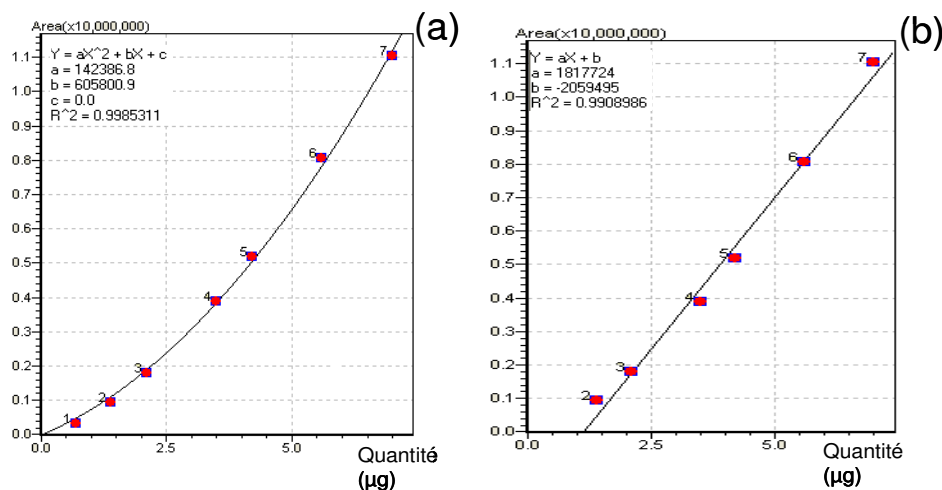 Area(x10,000,000)
(a)
Y = aX^2 + bX + c
a = 142386.8
b = 605800.9
c = 0.0
R^2 = 0.9985311
1.1
1.0
0.9
0.8
0.7
0.6
0.5
0.4
0.3
0.2
0.1
0.0
1
2
3
4
5
6
7
0.0
2.5
5.0
Quantité
(µg)
Area(x10,000,000)
(b)
Y = aX + b
a = 1817724
b = -2059495
R^2 = 0.9908986
1.1
1.0
0.9
0.8
0.7
0.6
0.5
0.4
0.3
0.2
0.1
0.0
2
3
4
5
6
7
0.0
2.5
5.0
Quantité
(µg)